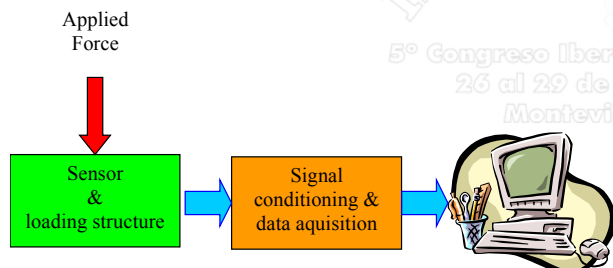 Applied
Force
5º Congreso Iber
26 al 29 de
Montevi
Sensor
&
loading structure
Signal
conditioning &
data aquisition